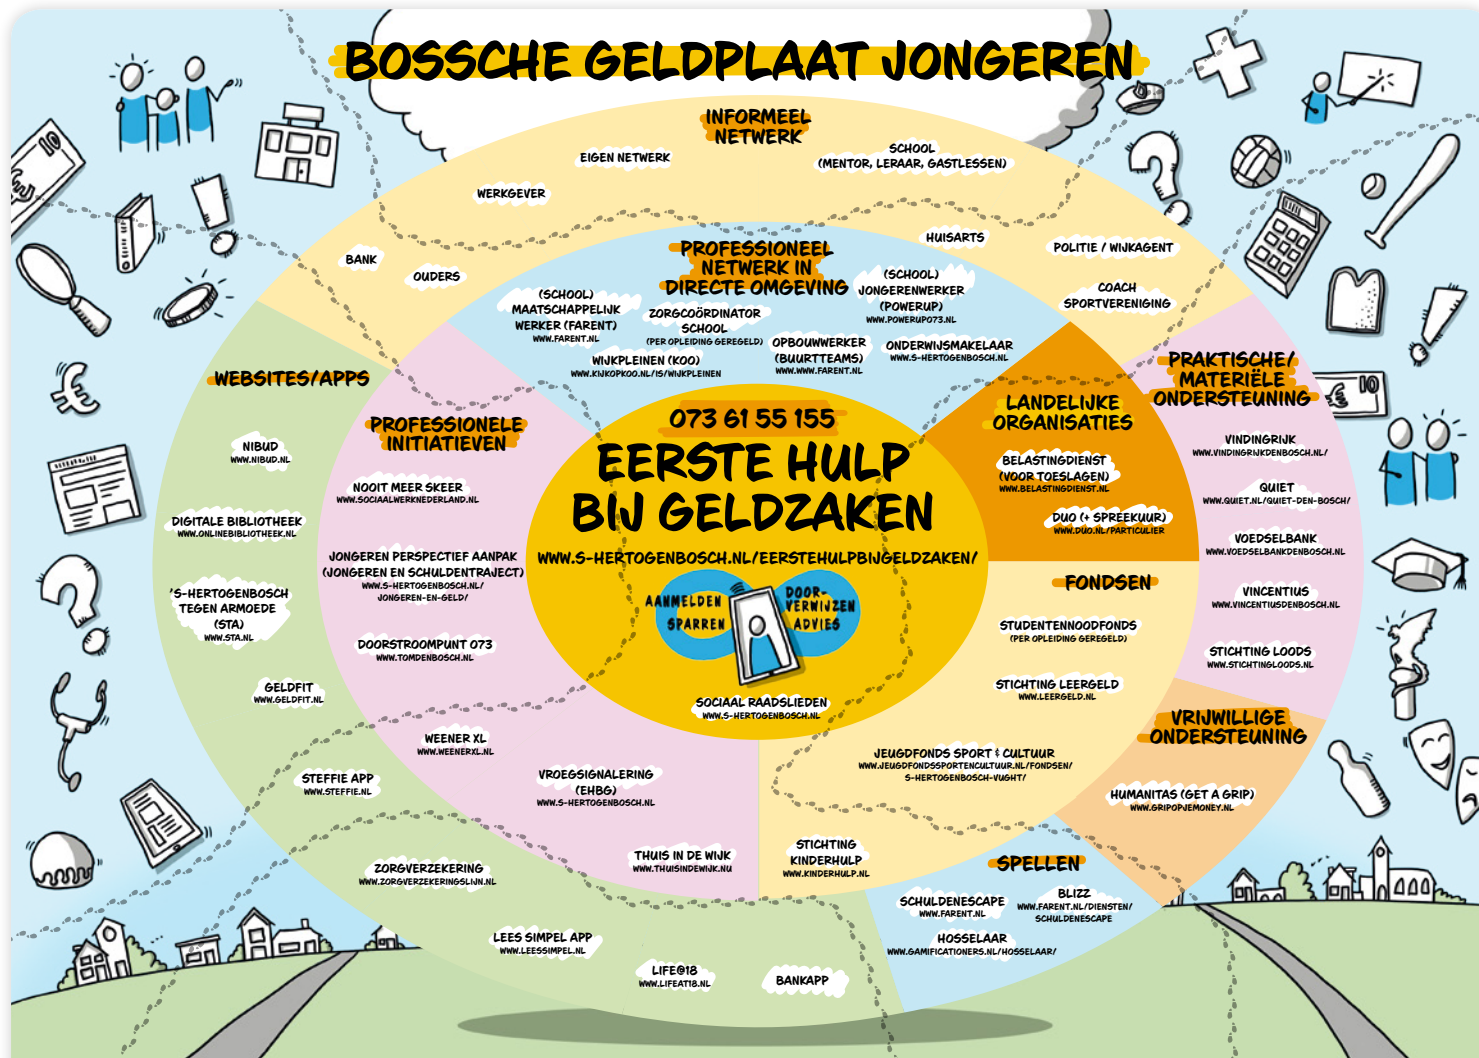 BOSSCHE GELDPLAAT JONGEREN
INFORMEEL
NETWERK
EIGEN NETWERK
SCHOOL
(MENTOR, LERAAR, GASTLESSEN)
WERKGEVER
BANK
OUDERS
HUISARTS
POLITIE / WIJKAGENT
COACH
SPORTVERENIGING
PROFESSIONEEL
NETWERK IN
DIRECTE OMGEVING
(SCHOOL)
MAATSCHAPPELIJK
WERKER (FARENT)
WWW.FARENT.NL
ZORGCOÖRDINATOR
SCHOOL
(PER OPLEIDING GEREGELD)
(SCHOOL)
JONGERENWERKER
(POWERUP)
WWW.POWERUP073.NL
WIJKPLEINEN (KOO)
WWW.KIJKOPKOO.NL/IS/WIJKPLEINEN
OPBOUWWERKER
(BUURTTEAMS)
WWW.WWW.FARENT.NL
ONDERWIJSMAKELAAR
WWW.S-HERTOGENBOSCH.NL
WEBSITES/APPS
NIBUD
WWW.NIBUD.NL
DIGITALE BIBLIOTHEEK
WWW.ONLINEBIBLIOTHEEK.NL
'S-HERTOGENBOSCH
TEGEN ARMOEDE
(STA)
WWW.STA.NL
GELDFIT
WWW.GELDFIT.NL
STEFFIE APP
WWW.STEFFIE.NL
ZORGVERZEKERING
WWW.ZORGVERZEKERINGSLIJN.NL
LEES SIMPEL APP
WWW.LEESSIMPEL.NL
LIFE@18
WWW.LIFEAT18.NL
BANKAPP
PROFESSIONELE
INITIATIEVEN
NOOIT MEER SKEER
WWW.SOCIAALWERKNEDERLAND.NL
JONGEREN PERSPECTIEF AANPAK
(JONGEREN EN SCHULDENTRAJECT)
WWW.S-HERTOGENBOSCH.NL/
JONGEREN-EN-GELD/
DOORSTROOMPUNT 073
WWW.TOMDENBOSCH.NL
WEENER XL
WWW.WEENERXL.NL
VROEGSIGNALERING
(EHBG)
WWW.S-HERTOGENBOSCH.NL
THUIS IN DE WIJK
WWW.THUISINDEWIJK.NU
073 61 55 155
EERSTE HULP
BIJ GELDZAKEN
WWW.S-HERTOGENBOSCH.NL/EERSTEHULPBIJGELDZAKEN/
AANMELDEN
SPARREN
DOOR-
VERWIJZEN
ADVIES
SOCIAAL RAADSLIEDEN
WWW.S-HERTOGENBOSCH.NL
LANDELIJKE
ORGANISATIES
BELASTINGDIENST
(VOOR TOESLAGEN)
WWW.BELASTINGDIENST.NL
DUO (+ SPREEKUUR)
WWW.DUO.NL/PARTICULIER
FONDSEN
STUDENTENNOODFONDS
(PER OPLEIDING GEREGELD)
STICHTING LEERGELD
WWW.LEERGELD.NL
JEUGDFONDS SPORT & CULTUUR
WWW.JEUGDFONDSSPORTENCULTUUR.NL/FONDSEN/
S-HERTOGENBOSCH-VUGHT/
STICHTING
KINDERHULP
WWW.KINDERHULP.NL
PRAKTISCHE/
MATERIËLE
ONDERSTEUNING
VINDINGRIJK
WWW.VINDINGRIJKDENBOSCH.NL/
QUIET
WWW.QUIET.NL/QUIET-DEN-BOSCH/
VOEDSELBANK
WWW.VOEDSELBANKDENBOSCH.NL
VINCENTIUS
WWW.VINCENTIUSDENBOSCH.NL
STICHTING LOODS
WWW.STICHTINGLOODS.NL
VRIJWILLIGE
ONDERSTEUNING
HUMANITAS (GET A GRIP)
WWW.GRIPOPJEMONEY.NL
SPELLEN
SCHULDENESCAPE
WWW.FARENT.NL
BLIZZ
WWW.FARENT.NL/DIENSTEN/
SCHULDENESCAPE
HOSSELAAR
WWW.GAMIFICATIONERS.NL/HOSSELAAR/
10
10
€